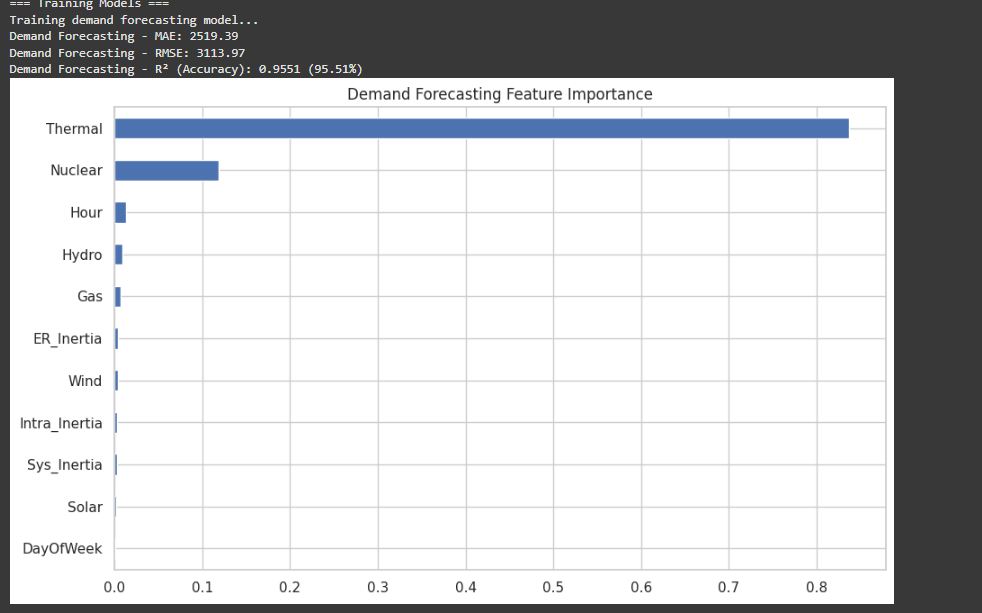 === Training Models ===
Training demand forecasting model...
Demand Forecasting - MAE: 2519.39
Demand Forecasting - RMSE: 3113.97
Demand Forecasting - R² (Accuracy): 0.9551 (95.51%)
Demand Forecasting Feature Importance
Thermal
Nuclear
Hour
Hydro
Gas
ER_Inertia
Wind
Intra_Inertia
Sys_Inertia
Solar
DayOfWeek
0.0 0.1 0.2 0.3 0.4 0.5 0.6 0.7 0.8